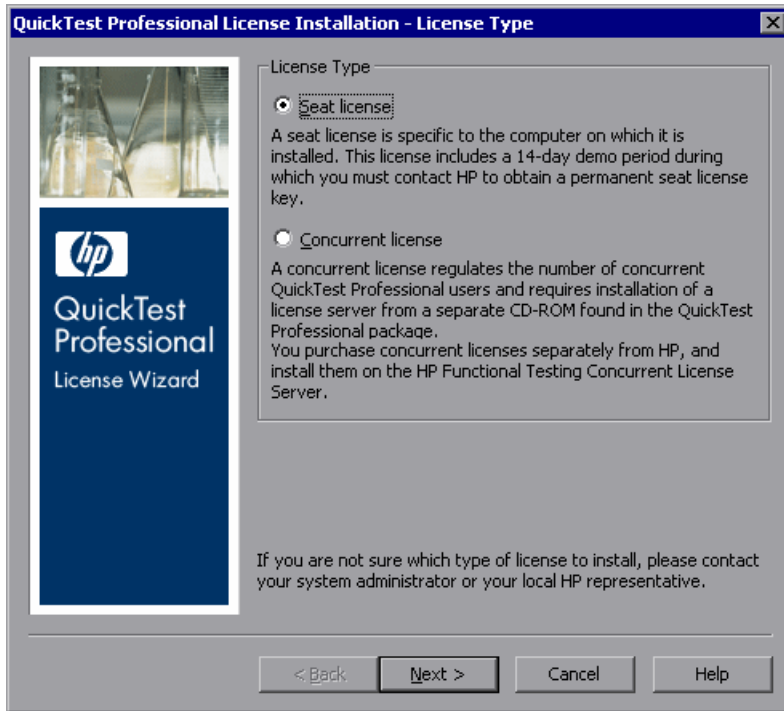 QuickTest Professional License Installation - License Type
License Type
Seat license
A seat license is specific to the computer on which it is
installed. This license includes a 14-day demo period during
which you must contact HP to obtain a permanent seat license
key.
Concurrent license
A concurrent license regulates the number of concurrent
QuickTest Professional users and requires installation of a
license server from a separate CD-ROM found in the QuickTest
Professional package.
You purchase concurrent licenses separately from HP, and
install them on the HP Functional Testing Concurrent License
Server.
hp
QuickTest
Professional
License Wizard
If you are not sure which type of license to install, please contact
your system administrator or your local HP representative.
< Back
Next >
Cancel
Help